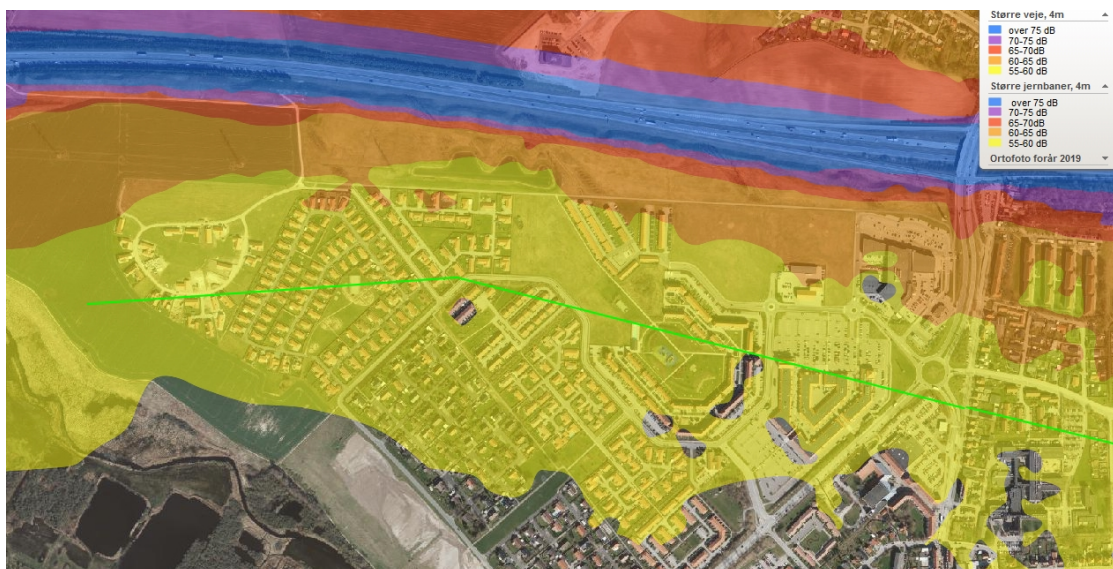 Større veje, 4m
over 75 dB
70-75 dB
65-70dB
60-65 dB
55-60 dB
Større jernbaner, 4m
over 75 dB
70-75 dB
65-70dB
60-65 dB
55-60 dB
Ortofoto forår 2019